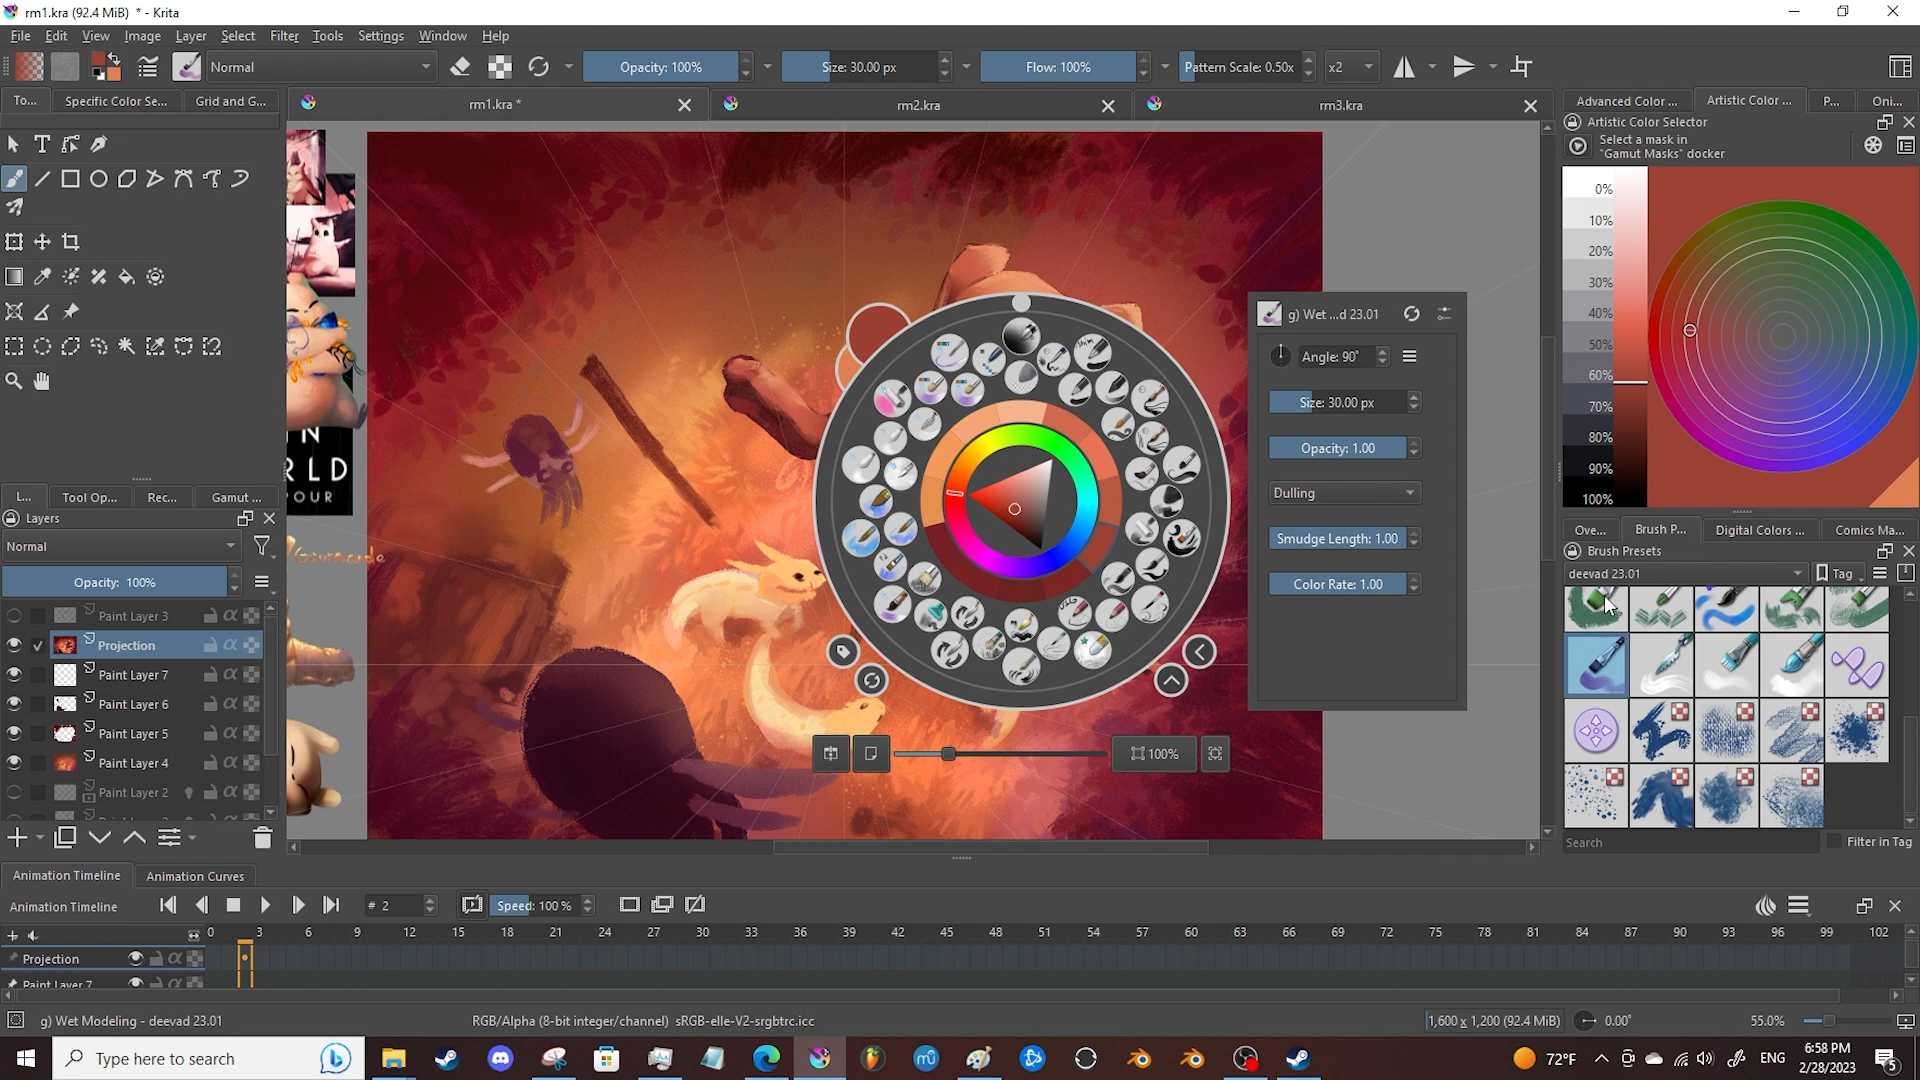 rm1.kra (92.4 MiB) * - Krita
File Edit View Image Layer Select Filter Tools Settings Window Help
Normal
Opacity: 100%
Size: 30.00 px
Flow: 100%
Pattern Scale: 0.50x
x2
To...
Specific Color Se...
Grid and G...
rm1.kra *
rm2.kra
rm3.kra
Advanced Color ...
Artistic Color ...
P...
Oni...
Artistic Color Selector
Select a mask in
"Gamut Masks" docker
0%
10%
20%
30%
40%
50%
60%
70%
80%
90%
100%
RLD
OUR
g) Wet ...d 23.01
Angle: 90°
Size: 30.00 px
Opacity: 1.00
Dulling
Smudge Length: 1.00
Color Rate: 1.00
100%
L...
Tool Op...
Rec...
Gamut ...
Layers
Normal
Opacity: 100%
Paint Layer 3
Projection
Paint Layer 7
Paint Layer 6
Paint Layer 5
Paint Layer 4
Paint Layer 2
Ove...
Brush P...
Digital Colors ...
Comics Ma...
Brush Presets
deevad 23.01
Tag
Search
Filter in Tag
Animation Timeline
Animation Curves
Animation Timeline
# 2
Speed: 100 %
0 3 6 9 12 15 18 21 24 27 30 33 36 39 42 45 48 51 54 57 60 63 66 69 72 75 78 81 84 87 90 93 96 99 102
Projection
Paint Layer 7
g) Wet Modeling - deevad 23.01
RGB/Alpha (8-bit integer/channel) sRGB-elle-V2-srgbtrc.icc
1,600 x 1,200 (92.4 MiB)
0.00°
55.0%
Type here to search
72°F
ENG
6:58 PM
2/28/2023
5